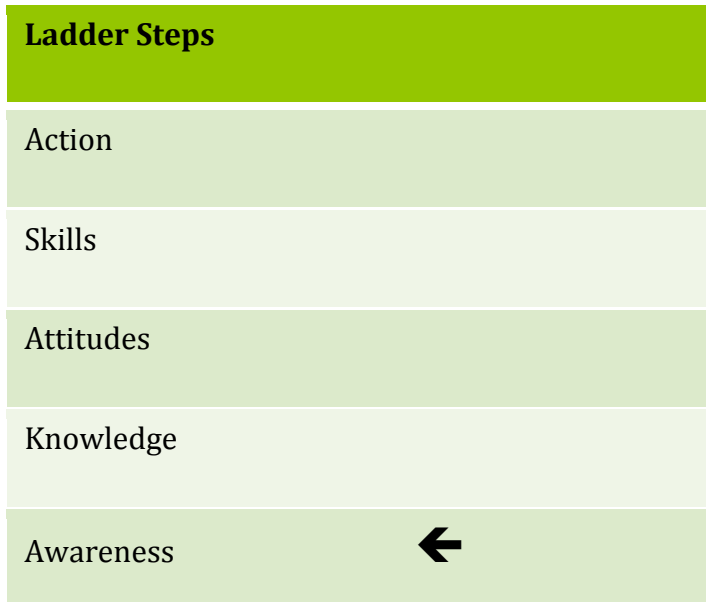 Ladder Steps
Action
Skills
Attitudes
Knowledge
Awareness